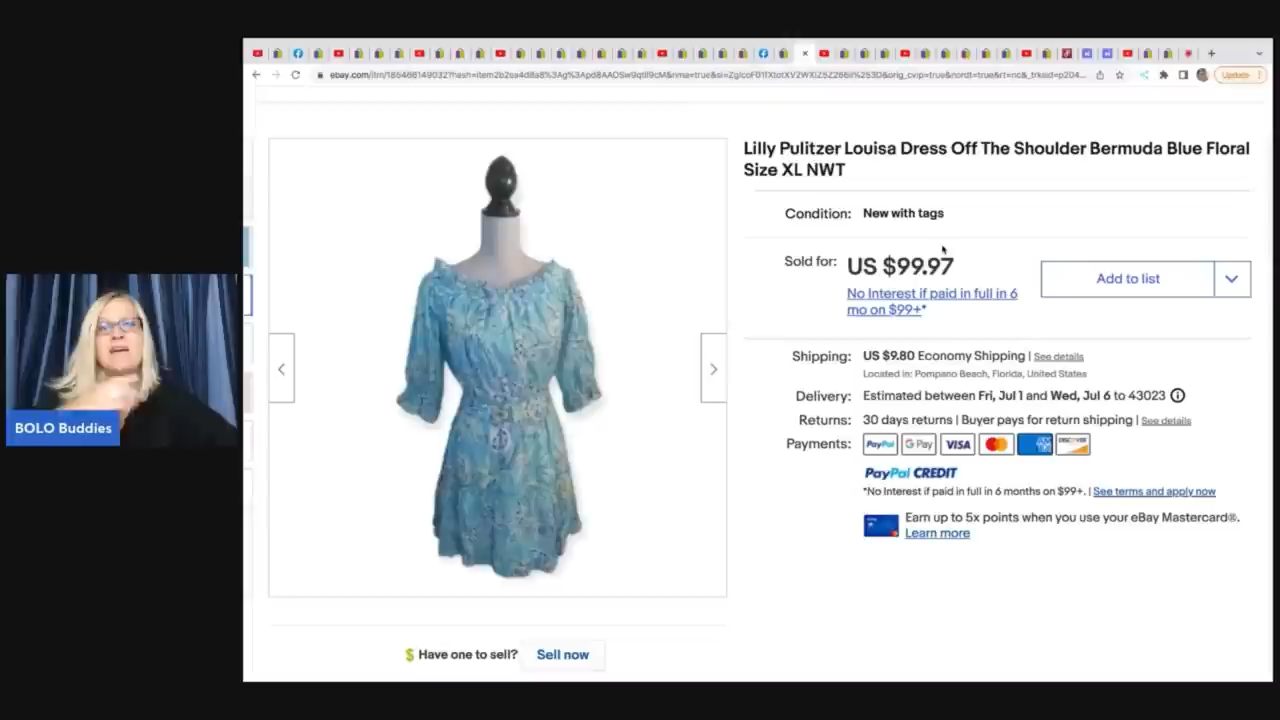 Update
Lilly Pulitzer Louisa Dress Off The Shoulder Bermuda Blue Floral
Size XL NWT
Condition: New with tags
Sold for: US $99.97
No Interest if paid in full in 6
mo on $99+*
Add to list
Shipping: US $9.80 Economy Shipping | See details
Located in: Pompano Beach, Florida, United States
Delivery: Estimated between Fri, Jul 1 and Wed, Jul 6 to 43023
Returns: 30 days returns | Buyer pays for return shipping | See details
Payments: PayPal G Pay VISA DISCOVER
PayPal CREDIT
*No Interest if paid in full in 6 months on $99+. | See terms and apply now
Earn up to 5x points when you use your eBay Mastercard®.
Learn more
Have one to sell? Sell now
BOLO Buddies